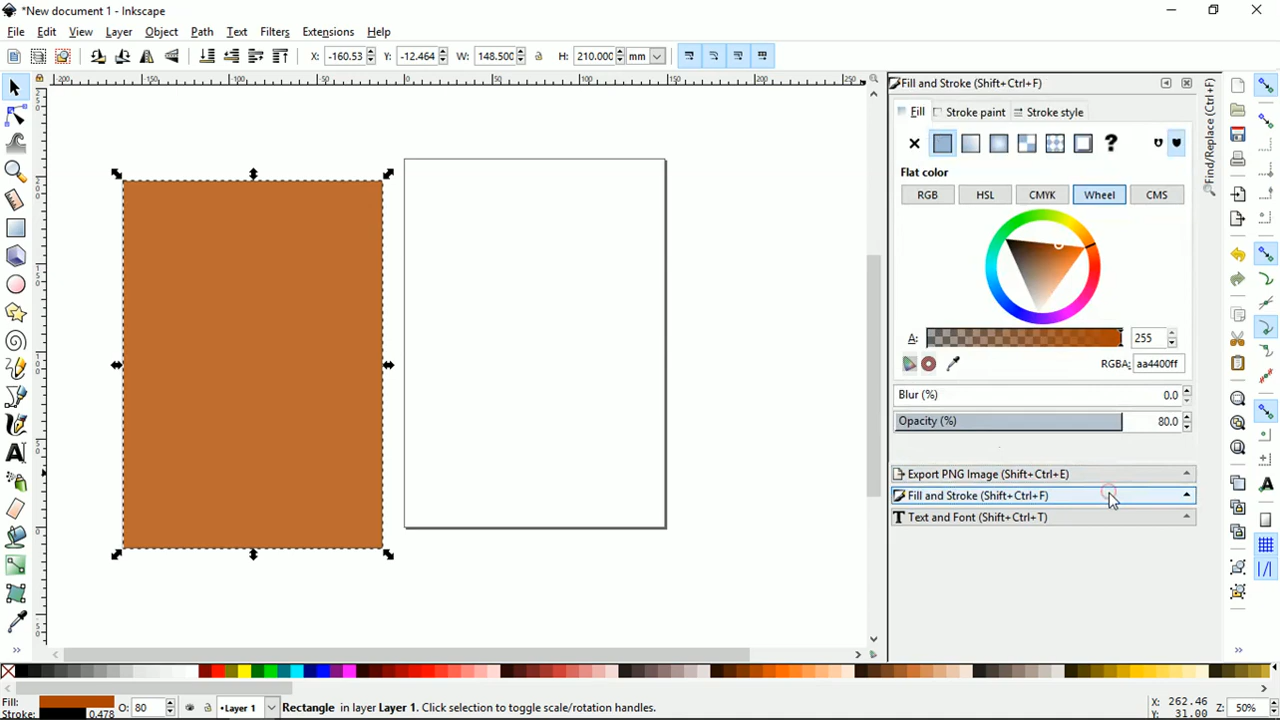 *New document 1 - Inkscape
File Edit View Layer Object Path Text Filters Extensions Help
X: -160.53 Y: -12.464 W: 148.500 H: 210.000 mm
Fill and Stroke (Shift+Ctrl+F)
Fill Stroke paint Stroke style
Flat color
RGB HSL CMYK Wheel CMS
A: 255
RGBA: aa4400ff
Blur (%) 0.0
Opacity (%) 80.0
Export PNG Image (Shift+Ctrl+E)
Fill and Stroke (Shift+Ctrl+F)
Text and Font (Shift+Ctrl+T)
Find/Replace (Ctrl+F)
Fill: O: 80 •Layer 1 Rectangle in layer Layer 1. Click selection to toggle scale/rotation handles. X: 262.46 Z: 50%
Stroke: 0.478 Y: 31.00